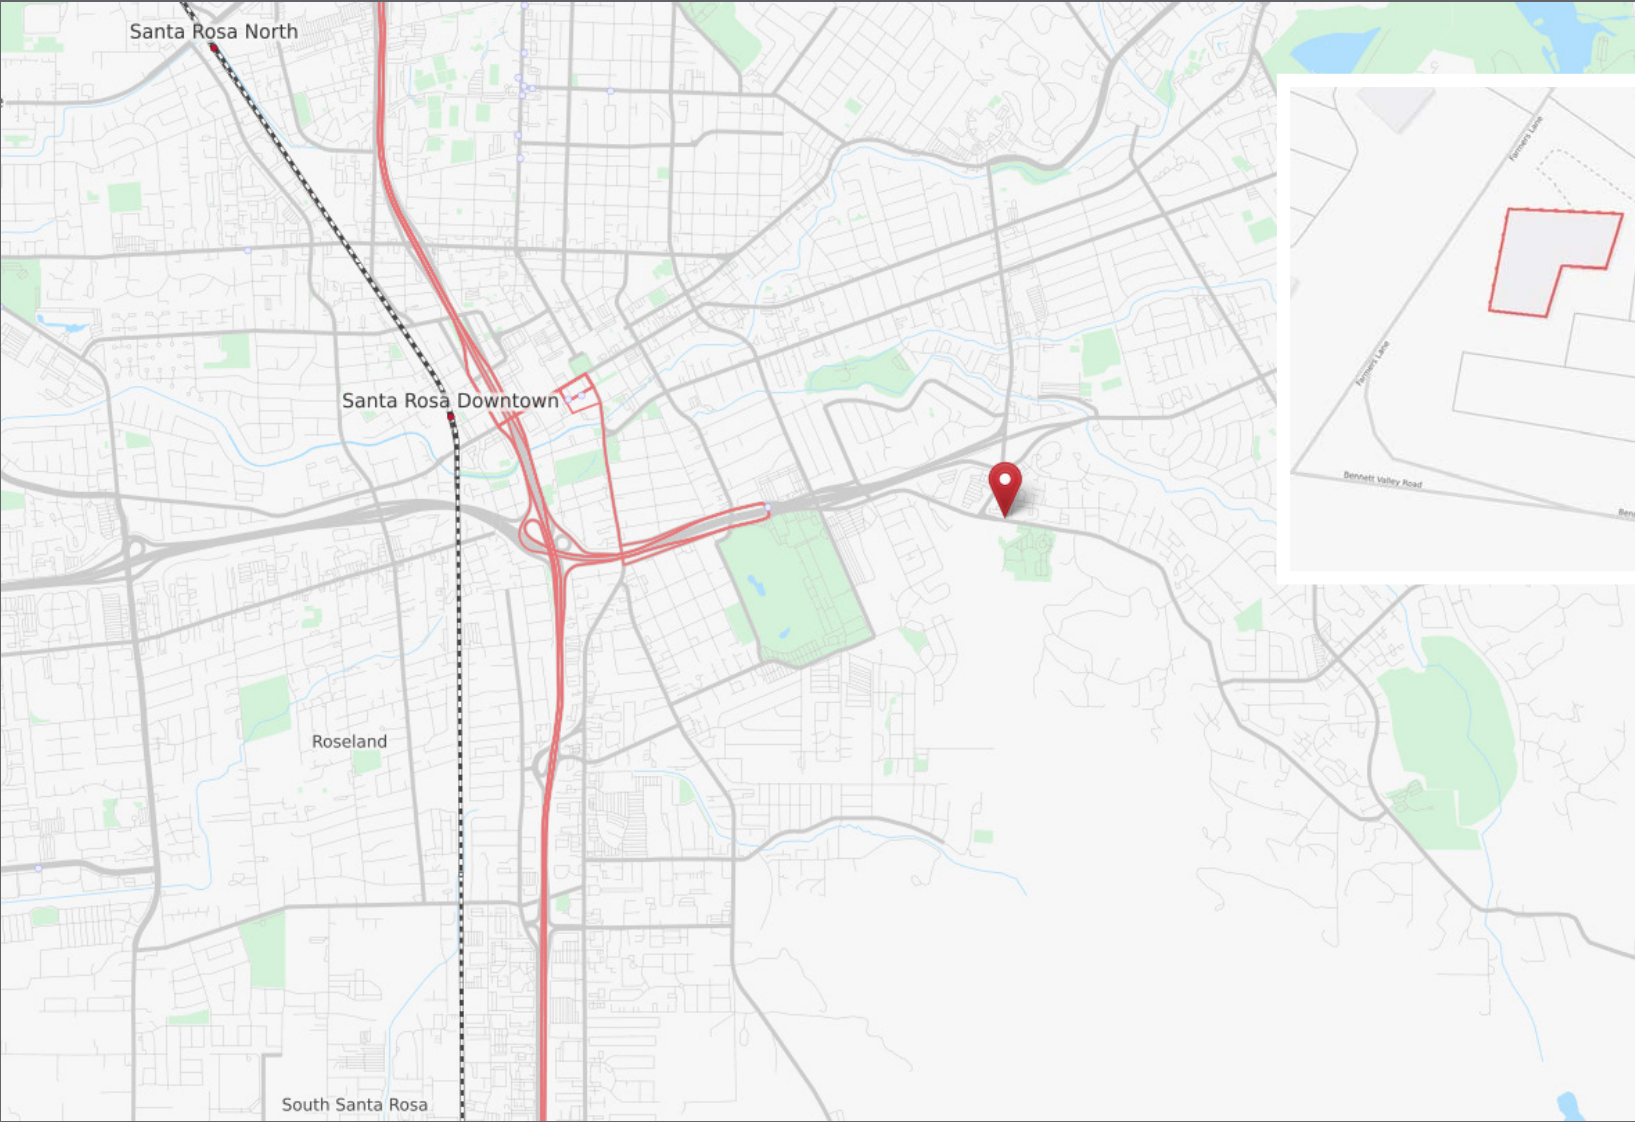 Santa Rosa North
Farmers Lane
Farmers Lane
Santa Rosa Downtown
Bennett Valley Road
Roseland
South Santa Rosa